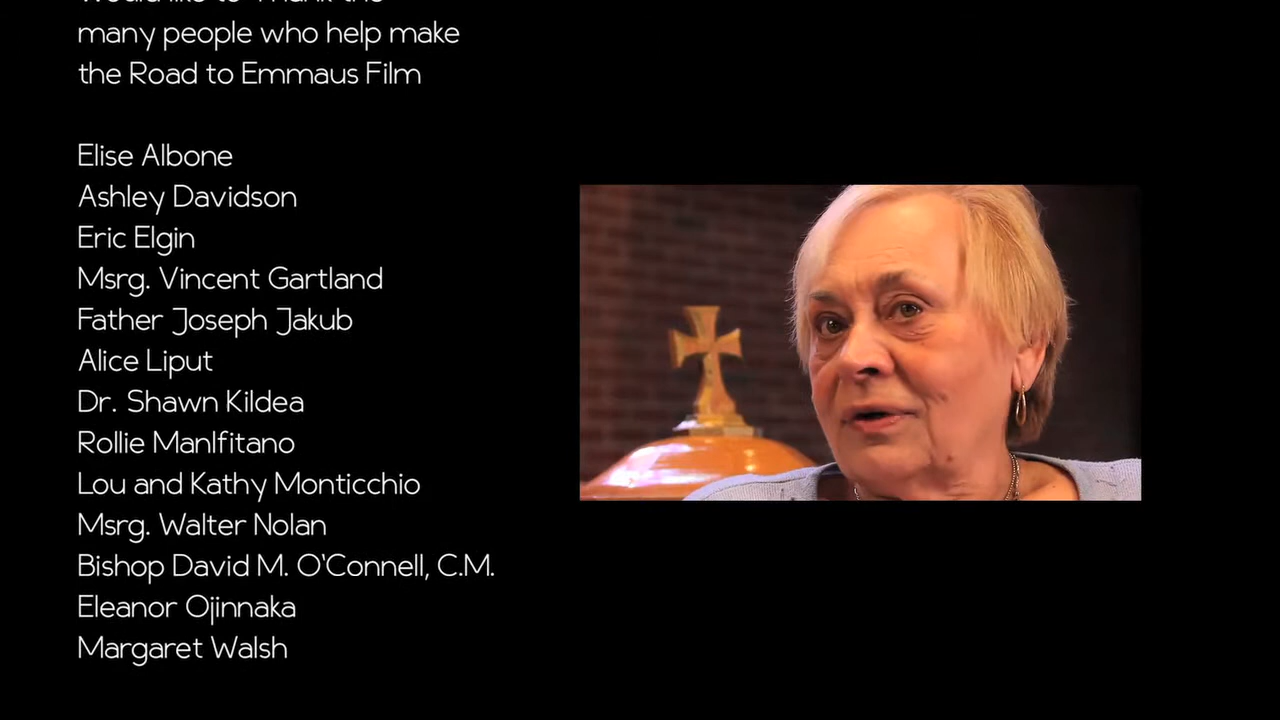 many people who help make
the Road to Emmaus Film
Elise Albone
Ashley Davidson
Eric Elgin
Msrg. Vincent Gartland
Father Joseph Jakub
Alice Liput
Dr. Shawn Kildea
Rollie Manlfitano
Lou and Kathy Monticchio
Msrg. Walter Nolan
Bishop David M. O'Connell, C.M.
Eleanor Ojinnaka
Margaret Walsh